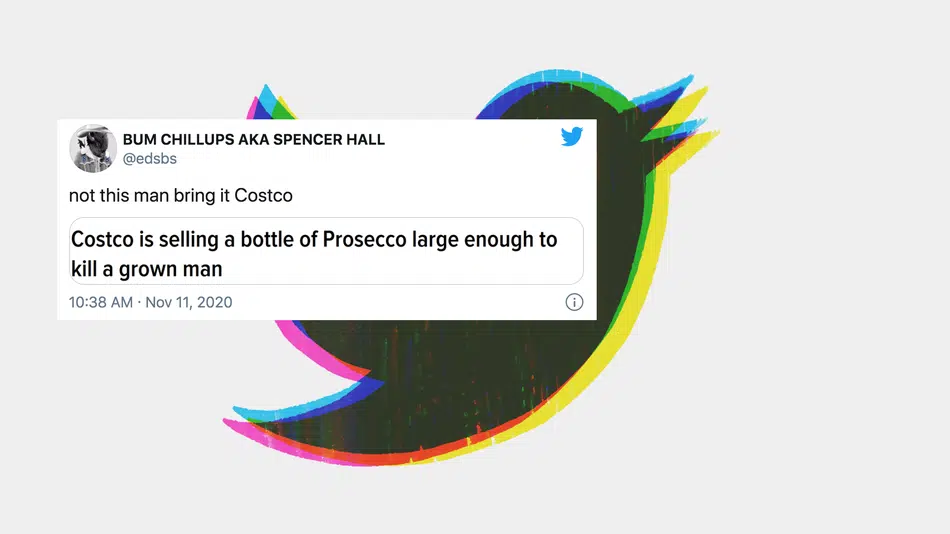 BUM CHILLUPS AKA SPENCER HALL
@edsbs
not this man bring it Costco
Costco is selling a bottle of Prosecco large enough to
kill a grown man
10:38 AM · Nov 11, 2020